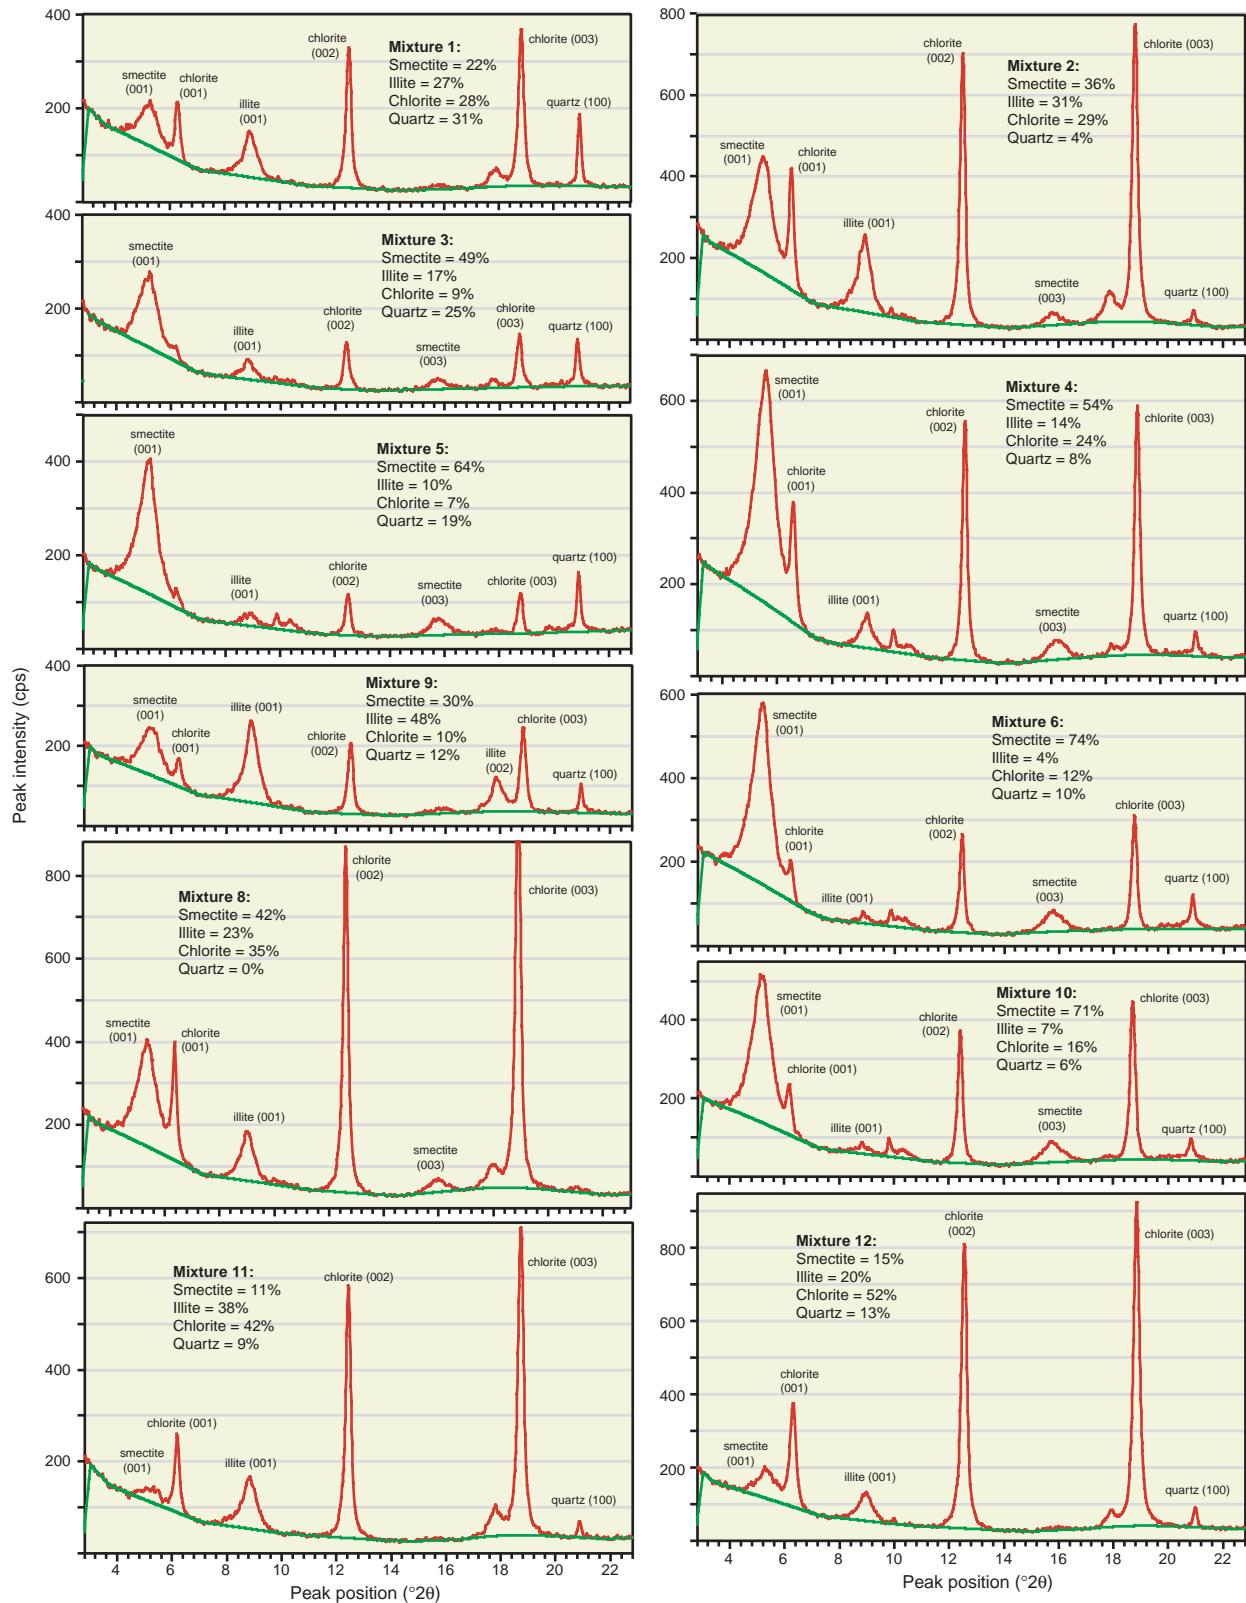 Peak intensity (cps)
400
200
Mixture 1:
Smectite = 22%
Illite = 27%
Chlorite = 28%
Quartz = 31%
smectite
(001)
chlorite
(001)
illite
(001)
chlorite
(002)
chlorite (003)
quartz (100)
400
200
Mixture 3:
Smectite = 49%
Illite = 17%
Chlorite = 9%
Quartz = 25%
smectite
(001)
illite
(001)
chlorite
(002)
smectite
(003)
chlorite
(003)
quartz (100)
400
200
Mixture 5:
Smectite = 64%
Illite = 10%
Chlorite = 7%
Quartz = 19%
smectite
(001)
illite
(001)
chlorite
(002)
smectite
(003)
chlorite (003)
quartz (100)
400
200
Mixture 9:
Smectite = 30%
Illite = 48%
Chlorite = 10%
Quartz = 12%
smectite
(001)
chlorite
(001)
illite (001)
chlorite
(002)
illite
(002)
chlorite (003)
quartz (100)
800
600
400
200
Mixture 8:
Smectite = 42%
Illite = 23%
Chlorite = 35%
Quartz = 0%
smectite
(001)
chlorite
(001)
illite (001)
chlorite
(002)
smectite
(003)
chlorite (003)
600
400
200
Mixture 11:
Smectite = 11%
Illite = 38%
Chlorite = 42%
Quartz = 9%
smectite
(001)
chlorite (001)
illite (001)
chlorite (002)
chlorite (003)
quartz (100)
4 6 8 10 12 14 16 18 20 22
Peak position (°2θ)
800
600
400
200
Mixture 2:
Smectite = 36%
Illite = 31%
Chlorite = 29%
Quartz = 4%
smectite
(001)
chlorite
(001)
illite (001)
chlorite
(002)
smectite
(003)
chlorite (003)
quartz (100)
600
400
200
0
Mixture 4:
Smectite = 54%
Illite = 14%
Chlorite = 24%
Quartz = 8%
smectite
(001)
chlorite
(001)
illite (001)
chlorite
(002)
smectite
(003)
chlorite (003)
quartz (100)
600
400
200
Mixture 6:
Smectite = 74%
Illite = 4%
Chlorite = 12%
Quartz = 10%
smectite
(001)
chlorite
(001)
illite (001)
chlorite
(002)
smectite
(003)
chlorite (003)
quartz (100)
400
200
Mixture 10:
Smectite = 71%
Illite = 7%
Chlorite = 16%
Quartz = 6%
smectite
(001)
chlorite (001)
illite (001)
chlorite
(002)
smectite
(003)
chlorite (003)
quartz (100)
800
600
400
200
Mixture 12:
Smectite = 15%
Illite = 20%
Chlorite = 52%
Quartz = 13%
smectite
(001)
chlorite
(001)
illite (001)
chlorite
(002)
chlorite (003)
quartz (100)
4 6 8 10 12 14 16 18 20 22
Peak position (°2θ)